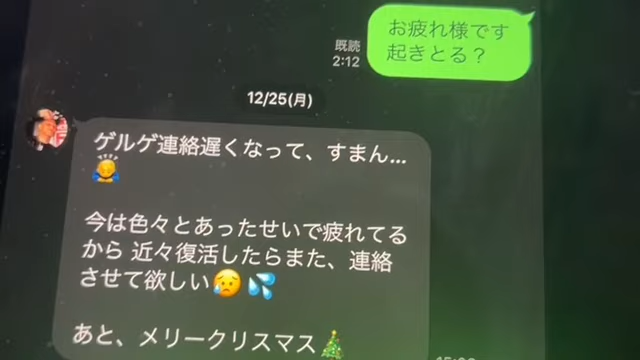 お疲れ様です
起きとる？
既読
2:12
12/25(月)
ゲルゲ連絡遅くなって、すまん...🙇
今は色々とあったせいで疲れてる
から 近々復活したらまた、連絡
させて欲しい😥💦
あと、メリークリスマス🎄